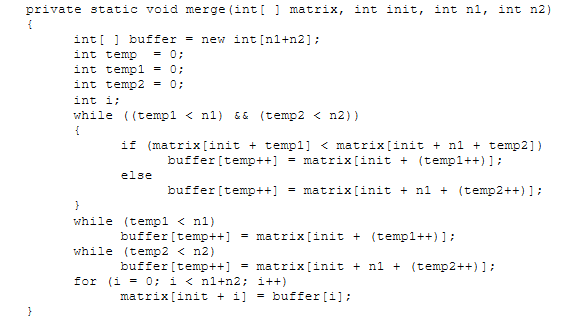 private static void merge(int[ ] matrix, int init, int n1, int n2)
{
int[ ] buffer = new int[n1+n2];
int temp = 0;
int temp1 = 0;
int temp2 = 0;
int i;
while ((temp1 < n1) && (temp2 < n2))
{
if (matrix[init + temp1] < matrix[init + n1 + temp2])
buffer[temp++] = matrix[init + (temp1++)];
else
buffer[temp++] = matrix[init + n1 + (temp2++)];
}
while (temp1 < n1)
buffer[temp++] = matrix[init + (temp1++)];
while (temp2 < n2)
buffer[temp++] = matrix[init + n1 + (temp2++)];
for (i = 0; i < n1+n2; i++)
matrix[init + i] = buffer[i];
}